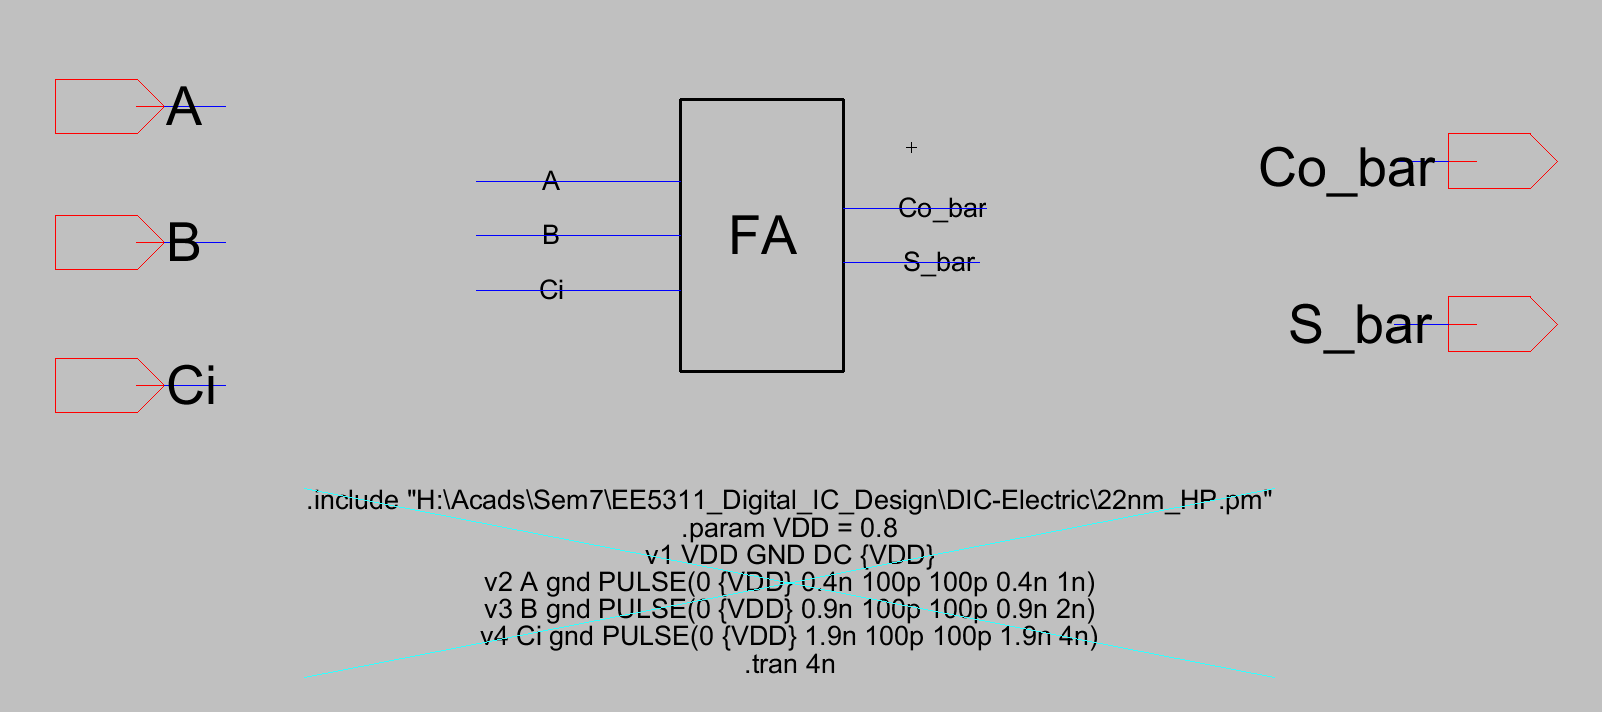 A
B
Ci
A
B
Ci
FA
Co_bar
S_bar
Co_bar
S_bar
.include "H:\Acads\Sem7\EE5311_Digital_IC_Design\DIC-Electric\22nm_HP.pm"
.param VDD = 0.8
v1 VDD GND DC {VDD}
v2 A gnd PULSE(0 {VDD} 0.4n 100p 100p 0.4n 1n)
v3 B gnd PULSE(0 {VDD} 0.9n 100p 100p 0.9n 2n)
v4 Ci gnd PULSE(0 {VDD} 1.9n 100p 100p 1.9n 4n)
.tran 4n